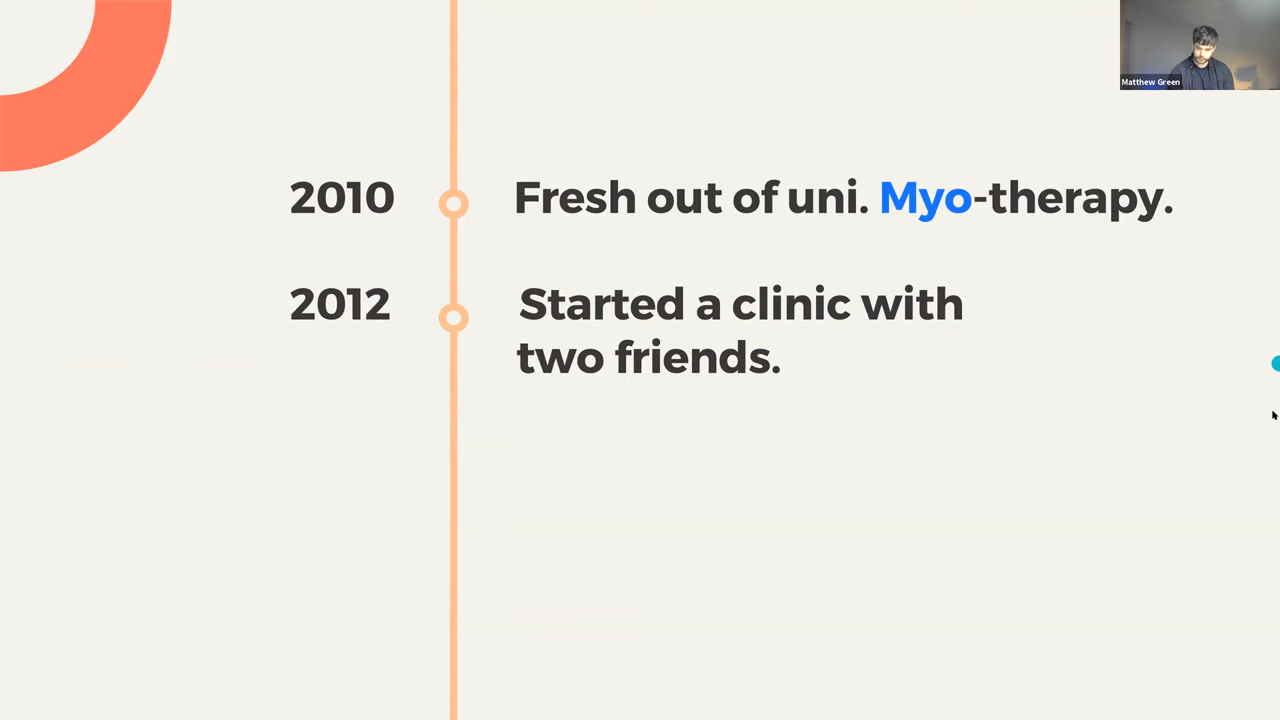 Matthew Green
2010
Fresh out of uni. Myo-therapy.
2012
Started a clinic with
two friends.